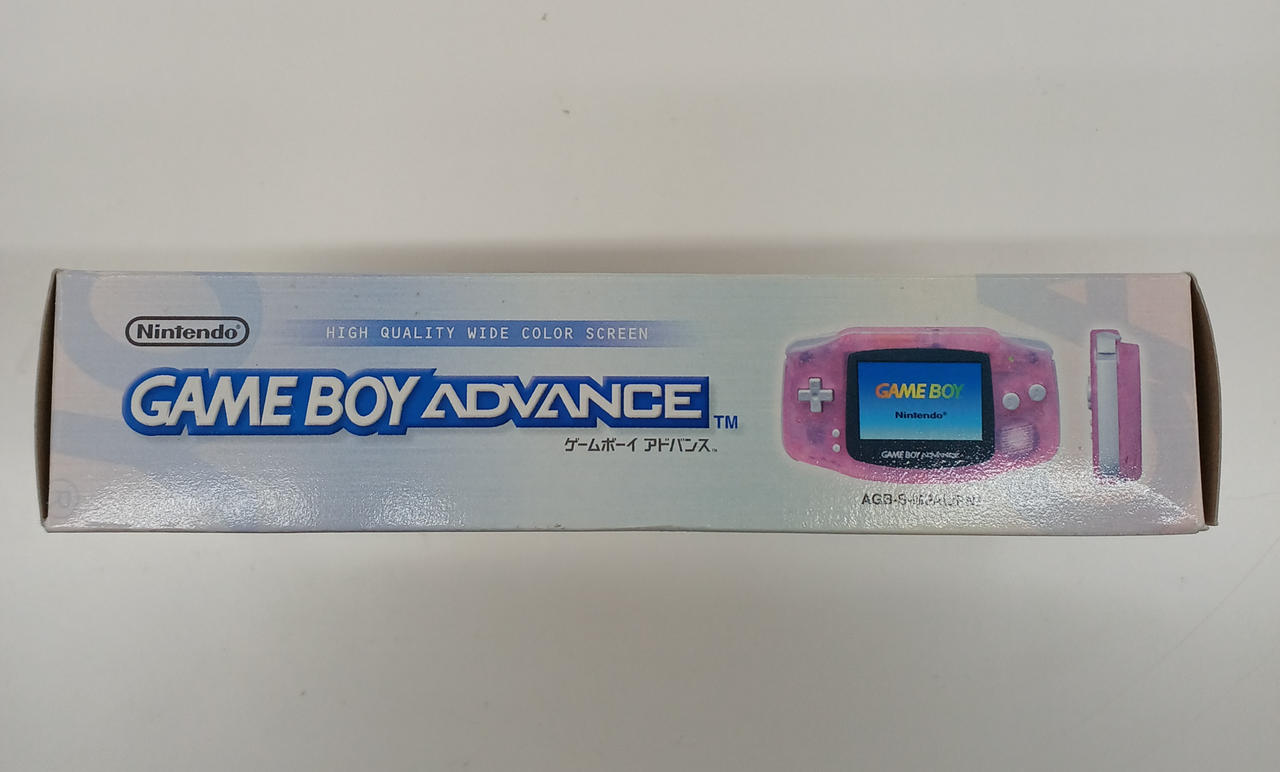 Nintendo®
HIGH QUALITY WIDE COLOR SCREEN
GAME BOY ADVANCE TM
ゲームボーイ アドバンス
GAME BOY
Nintendo®
GAME BOY ADVANCE